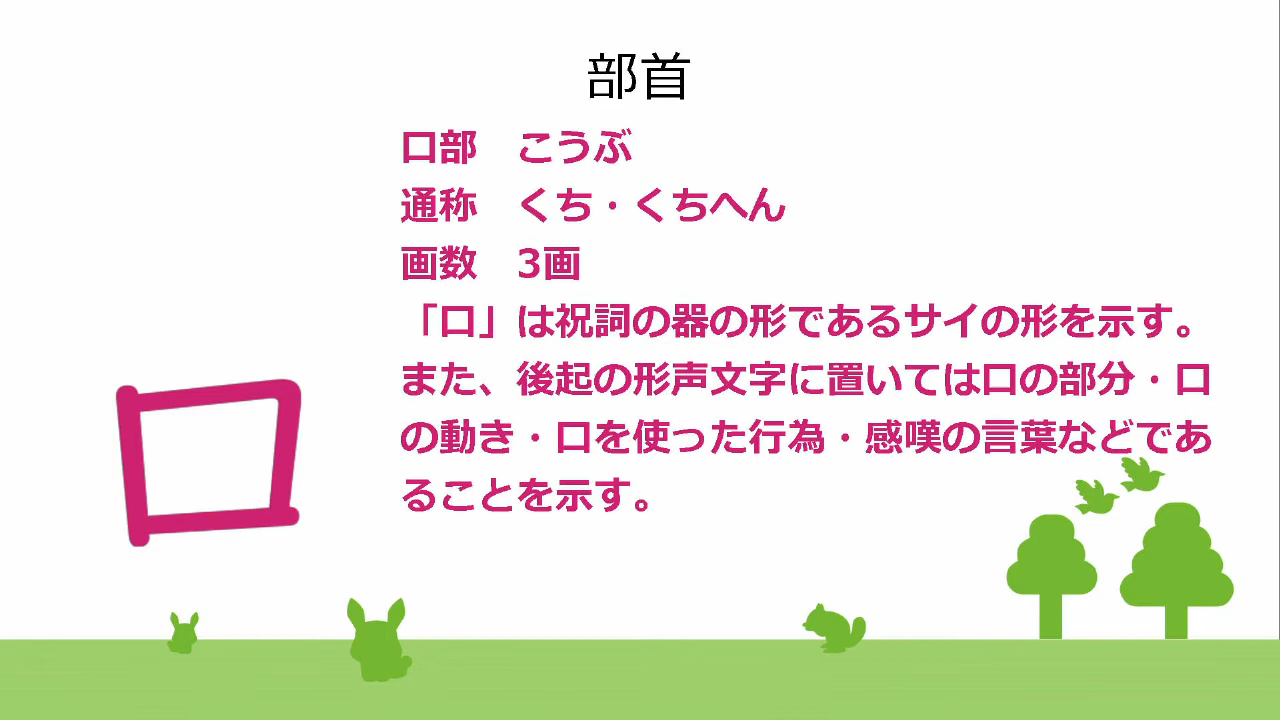 部首
口部　こうぶ
通称　くち・くちへん
画数　3画
「口」は祝詞の器の形であるサイの形を示す。
また、後起の形声文字に置いては口の部分・口
の動き・口を使った行為・感嘆の言葉などであ
ることを示す。
口